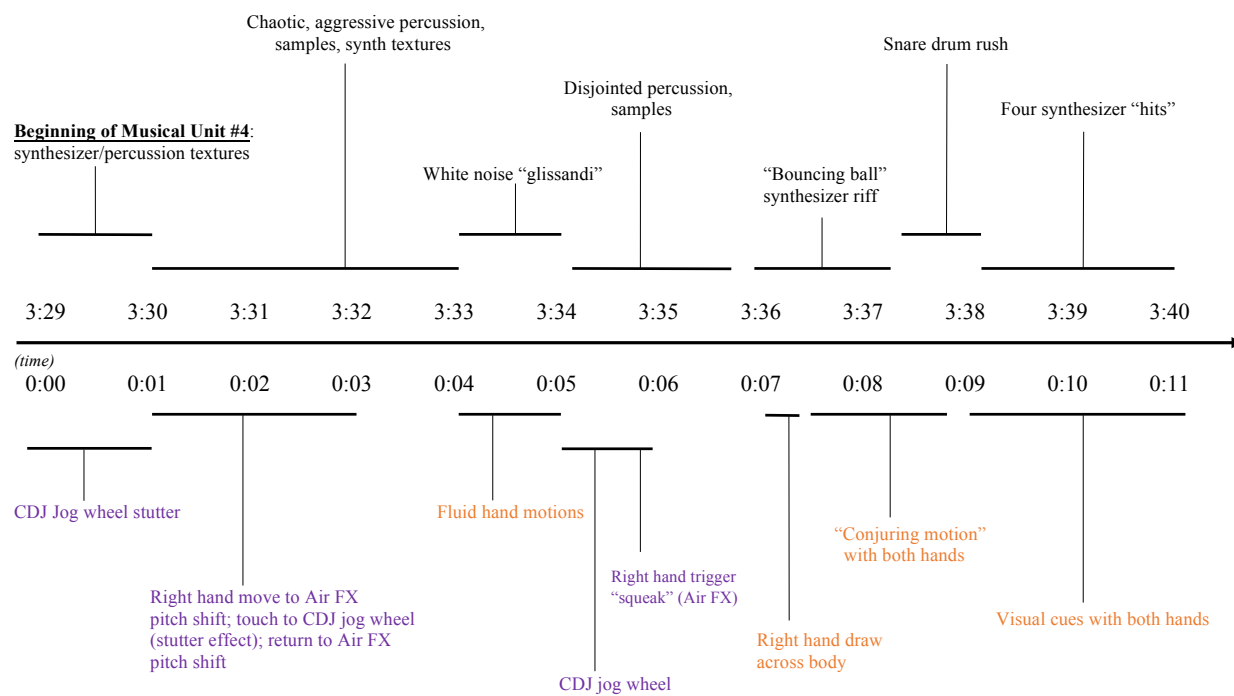 Chaotic, aggressive percussion,
samples, synth textures
Snare drum rush
Disjointed percussion,
samples
Four synthesizer “hits”
Beginning of Musical Unit #4:
synthesizer/percussion textures
White noise “glissandi”
“Bouncing ball”
synthesizer riff
3:29 3:30 3:31 3:32 3:33 3:34 3:35 3:36 3:37 3:38 3:39 3:40
(time)
0:00 0:01 0:02 0:03 0:04 0:05 0:06 0:07 0:08 0:09 0:10 0:11
CDJ Jog wheel stutter
Fluid hand motions
“Conjuring motion”
with both hands
Right hand trigger
“squeak” (Air FX)
Right hand move to Air FX
pitch shift; touch to CDJ jog wheel
(stutter effect); return to Air FX
pitch shift
Visual cues with both hands
Right hand draw
across body
CDJ jog wheel